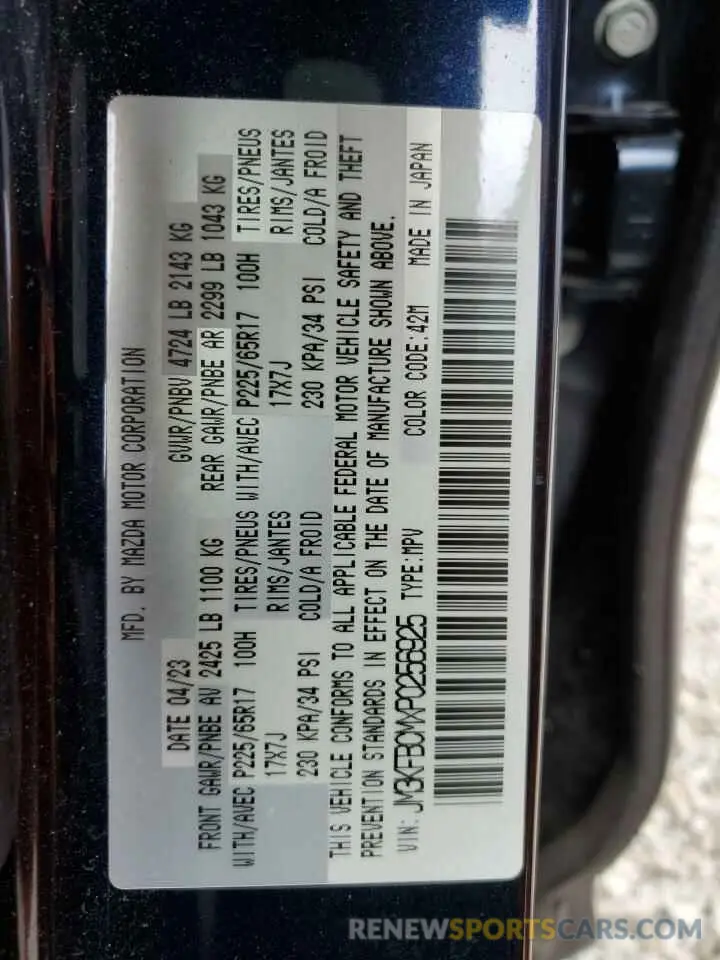 MFD. BY MAZDA MOTOR CORPORATION
DATE 04/23 GVWR/PNBV 4724 LB 2143 KG
FRONT GAWR/PNBE AV 2425 LB 1100 KG REAR GAWR/PNBE AR 2299 LB 1043 KG
WITH/AVEC P225/65R17 100H TIRES/PNEUS WITH/AVEC P225/65R17 100H TIRES/PNEUS
17X7J RIMS/JANTES 17X7J RIMS/JANTES
230 KPA/34 PSI COLD/A FROID 230 KPA/34 PSI COLD/A FROID
THIS VEHICLE CONFORMS TO ALL APPLICABLE FEDERAL MOTOR VEHICLE SAFETY AND THEFT
PREVENTION STANDARDS IN EFFECT ON THE DATE OF MANUFACTURE SHOWN ABOVE.
VIN: JM3KFBCMXP0256925 TYPE:MPV COLOR CODE:42M MADE IN JAPAN
RENEWSPORTSCARS.COM